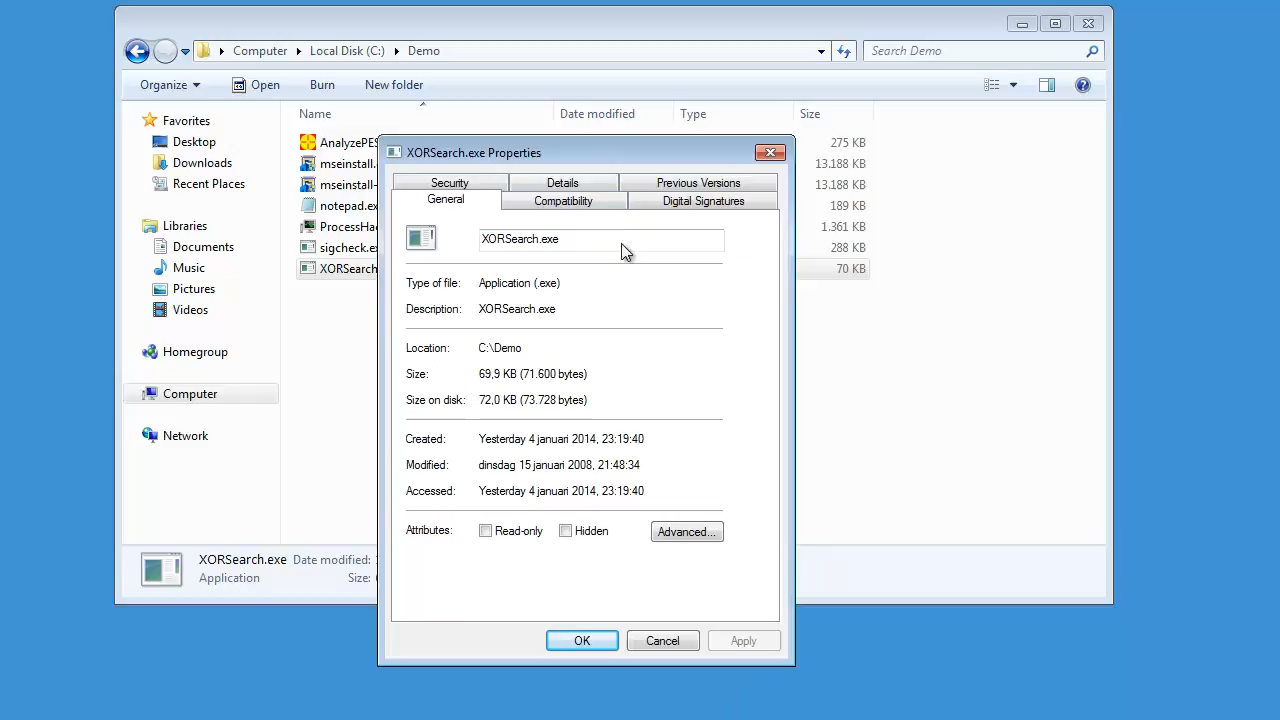 Computer Local Disk (C:) Demo
Search Demo
Organize Open Burn New folder
Name Date modified Type Size
Favorites
Desktop
Downloads
Recent Places
Libraries
Documents
Music
Pictures
Videos
Homegroup
Computer
Network
AnalyzePES 275 KB
mseinstall. 13.188 KB
mseinstall- 13.188 KB
notepad.ex 189 KB
ProcessHac 1.361 KB
sigcheck.ex 288 KB
XORSearch 70 KB
XORSearch.exe Properties
Security Details Previous Versions
General Compatibility Digital Signatures
XORSearch.exe
Type of file: Application (.exe)
Description: XORSearch.exe
Location: C:\Demo
Size: 69,9 KB (71.600 bytes)
Size on disk: 72,0 KB (73.728 bytes)
Created: Yesterday 4 januari 2014, 23:19:40
Modified: dinsdag 15 januari 2008, 21:48:34
Accessed: Yesterday 4 januari 2014, 23:19:40
Attributes: Read-only Hidden Advanced...
OK Cancel Apply
XORSearch.exe Date modified:
Application Size: